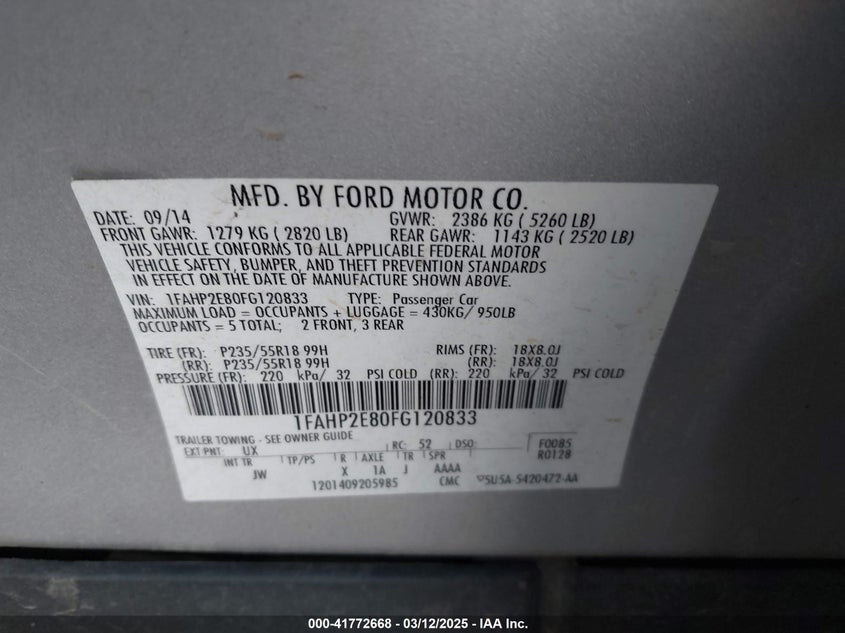 MFD. BY FORD MOTOR CO.
DATE: 09/14 GVWR: 2386 KG ( 5260 LB)
FRONT GAWR: 1279 KG ( 2820 LB) REAR GAWR: 1143 KG ( 2520 LB)
THIS VEHICLE CONFORMS TO ALL APPLICABLE FEDERAL MOTOR
VEHICLE SAFETY, BUMPER, AND THEFT PREVENTION STANDARDS
IN EFFECT ON THE DATE OF MANUFACTURE SHOWN ABOVE.
VIN: 1FAHP2E80FG120833 TYPE: Passenger Car
MAXIMUM LOAD = OCCUPANTS + LUGGAGE = 430KG/ 950LB
OCCUPANTS = 5 TOTAL; 2 FRONT, 3 REAR
TIRE (FR): P235/55R18 99H RIMS (FR): 18X8.0J
(RR): P235/55R18 99H (RR): 18X8.0J
PRESSURE (FR): 220 kPa/ 32 PSI COLD (RR): 220 kPa/ 32 PSI COLD
1FAHP2E80FG120833
TRAILER TOWING - SEE OWNER GUIDE
EXT PNT: UX RC: 52 DSO: F0085
INT TR TP/PS R AXLE TR SPR R0128
JW X 1A J AAAA
1201409205985 CMC ▽5U5A-5420472-AA
000-41772668 - 03/12/2025 - IAA Inc.